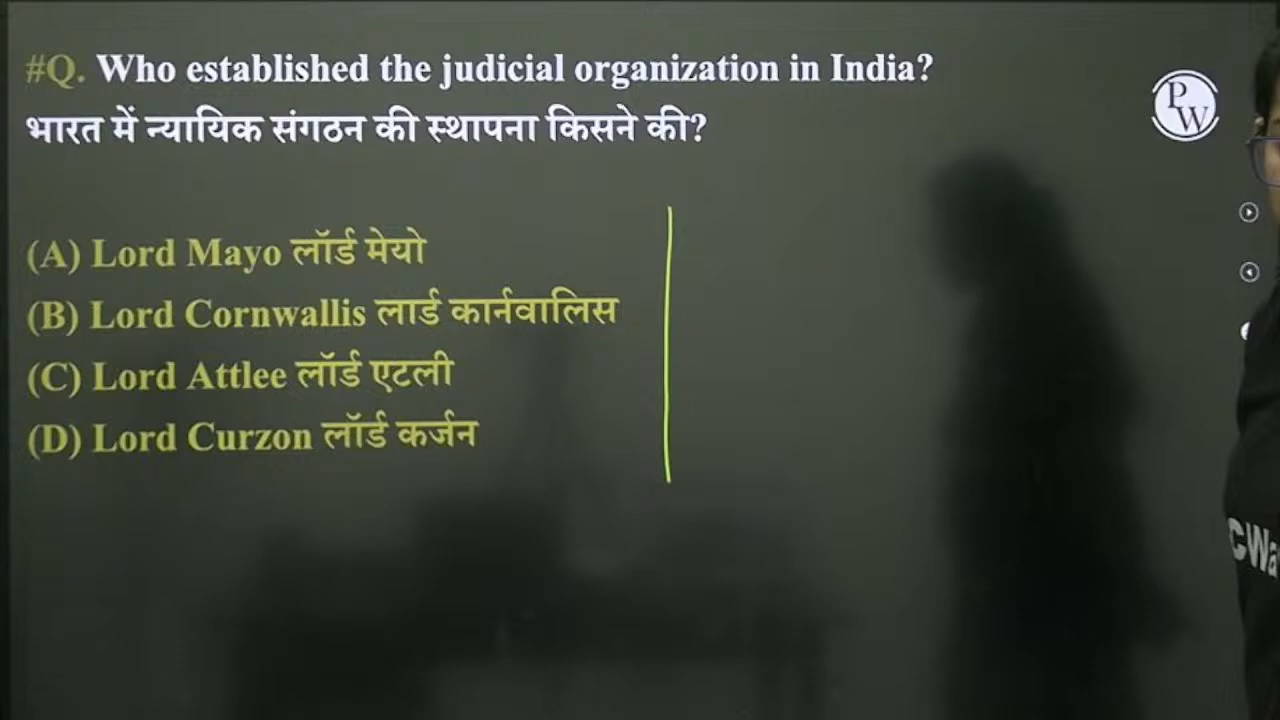 #Q. Who established the judicial organization in India?
भारत में न्यायिक संगठन की स्थापना किसने की?
(A) Lord Mayo लॉर्ड मेयो
(B) Lord Cornwallis लार्ड कार्नवालिस
(C) Lord Attlee लॉर्ड एटली
(D) Lord Curzon लॉर्ड कर्जन
PW
CWa